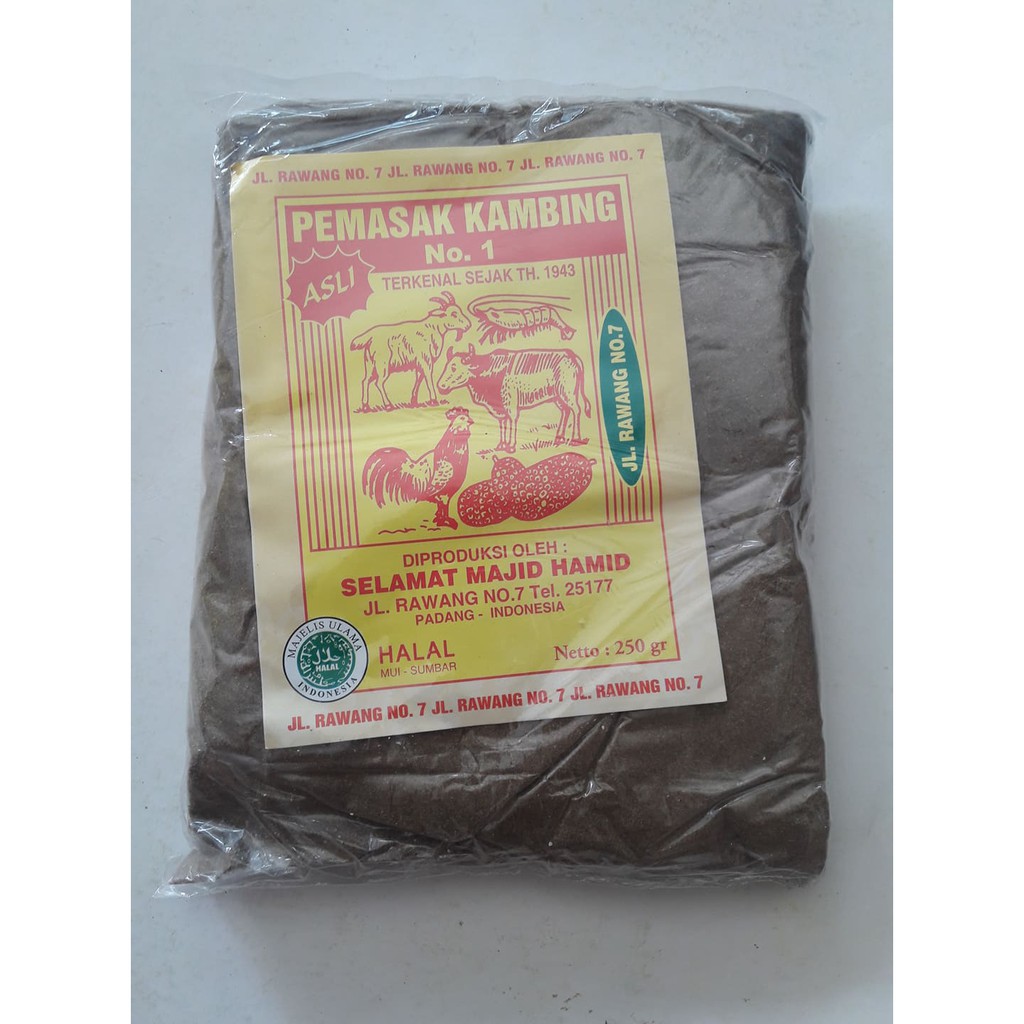 JL. RAWANG NO. 7 JL. RAWANG NO. 7 JL. RAWANG NO. 7
PEMASAK KAMBING
No. 1
ASLI
TERKENAL SEJAK TH. 1943
JL. RAWANG NO.7
DIPRODUKSI OLEH :
SELAMAT MAJID HAMID
JL. RAWANG NO.7 Tel. 25177
PADANG - INDONESIA
MAJELIS ULAMA
حلال
HALAL
INDONESIA
HALAL
MUI - SUMBAR
Netto : 250 gr
JL. RAWANG NO. 7 JL. RAWANG NO. 7 JL. RAWANG NO. 7